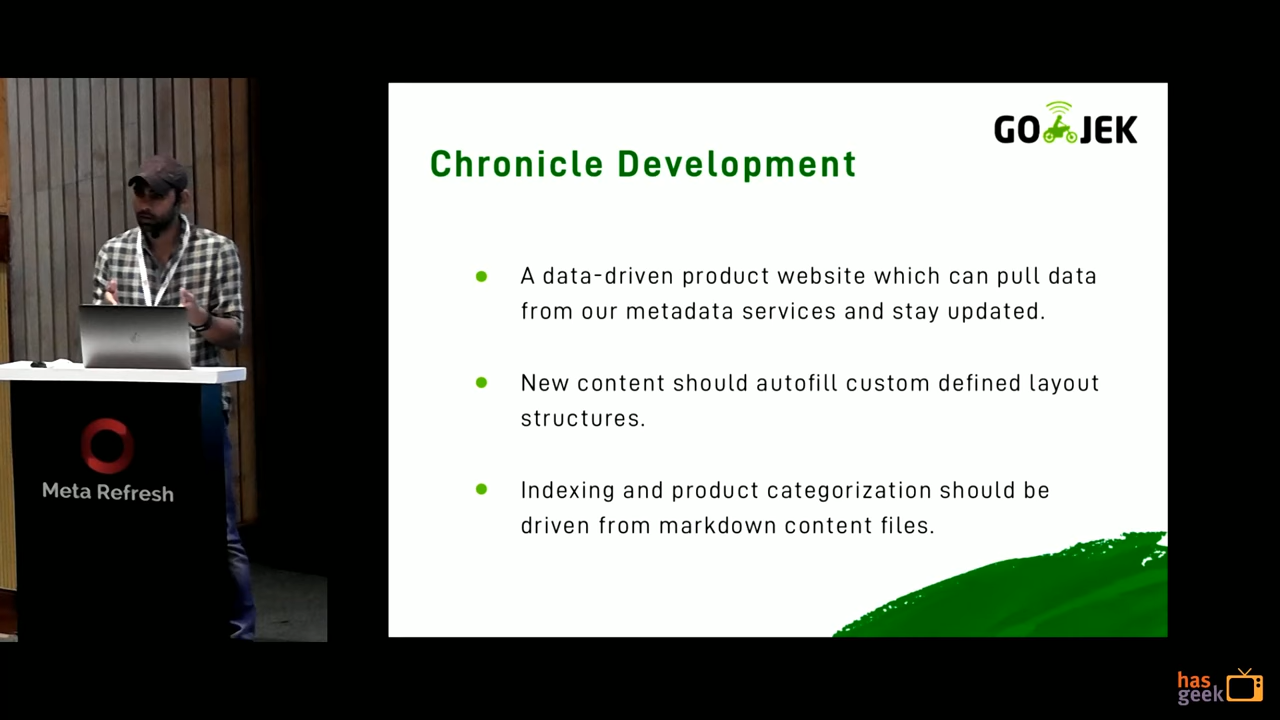 GO JEK
Chronicle Development
A data-driven product website which can pull data
from our metadata services and stay updated.
New content should autofill custom defined layout
structures.
Indexing and product categorization should be
driven from markdown content files.
Meta Refresh
has
geek